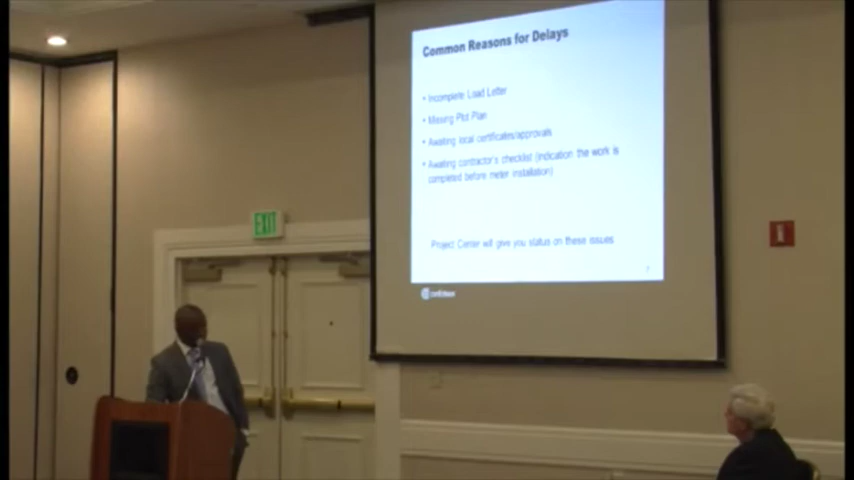 Common Reasons for Delays
• Incomplete Load Letter
• Missing Plot Plan
• Awaiting local certificates/approvals
• Awaiting contractor's checklist (indication the work is
completed before meter installation)
Project Center will give you status on these issues
conEdison
EXIT